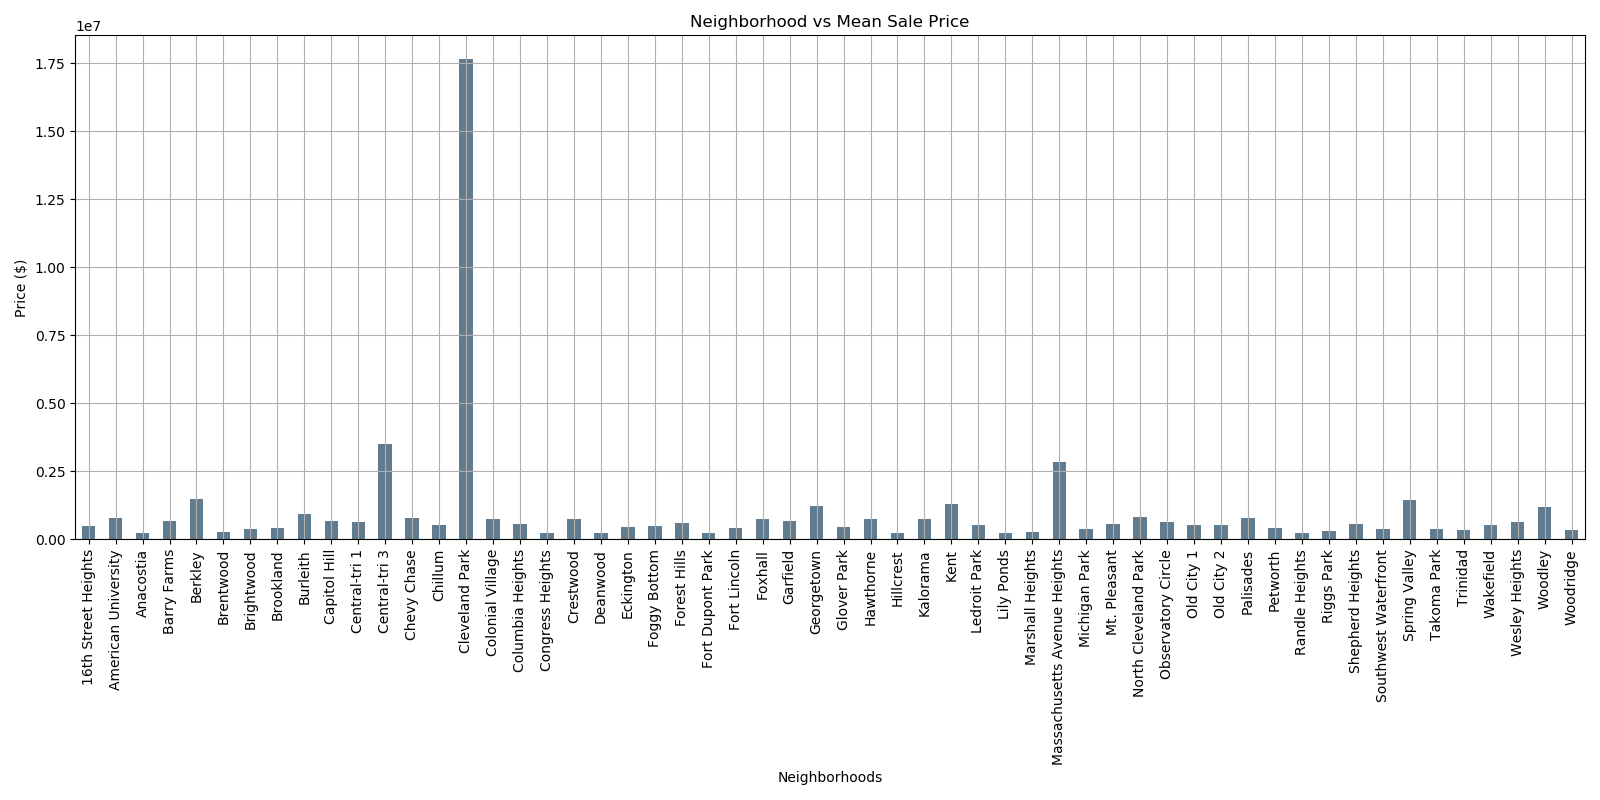 Neighborhood vs Mean Sale Price
1e7
1.75
1.50
1.25
1.00
0.75
0.50
0.25
0.00
Price ($)
16th Street Heights
American University
Anacostia
Barry Farms
Berkley
Brentwood
Brightwood
Brookland
Burleith
Capitol Hill
Central-tri 1
Central-tri 3
Chevy Chase
Chillum
Cleveland Park
Colonial Village
Columbia Heights
Congress Heights
Crestwood
Deanwood
Eckington
Foggy Bottom
Forest Hills
Fort Dupont Park
Fort Lincoln
Foxhall
Garfield
Georgetown
Glover Park
Hawthorne
Hillcrest
Kalorama
Kent
Ledroit Park
Lily Ponds
Marshall Heights
Massachusetts Avenue Heights
Michigan Park
Mt. Pleasant
North Cleveland Park
Observatory Circle
Old City 1
Old City 2
Palisades
Petworth
Randle Heights
Riggs Park
Shepherd Heights
Southwest Waterfront
Spring Valley
Takoma Park
Trinidad
Wakefield
Wesley Heights
Woodley
Woodridge
Neighborhoods